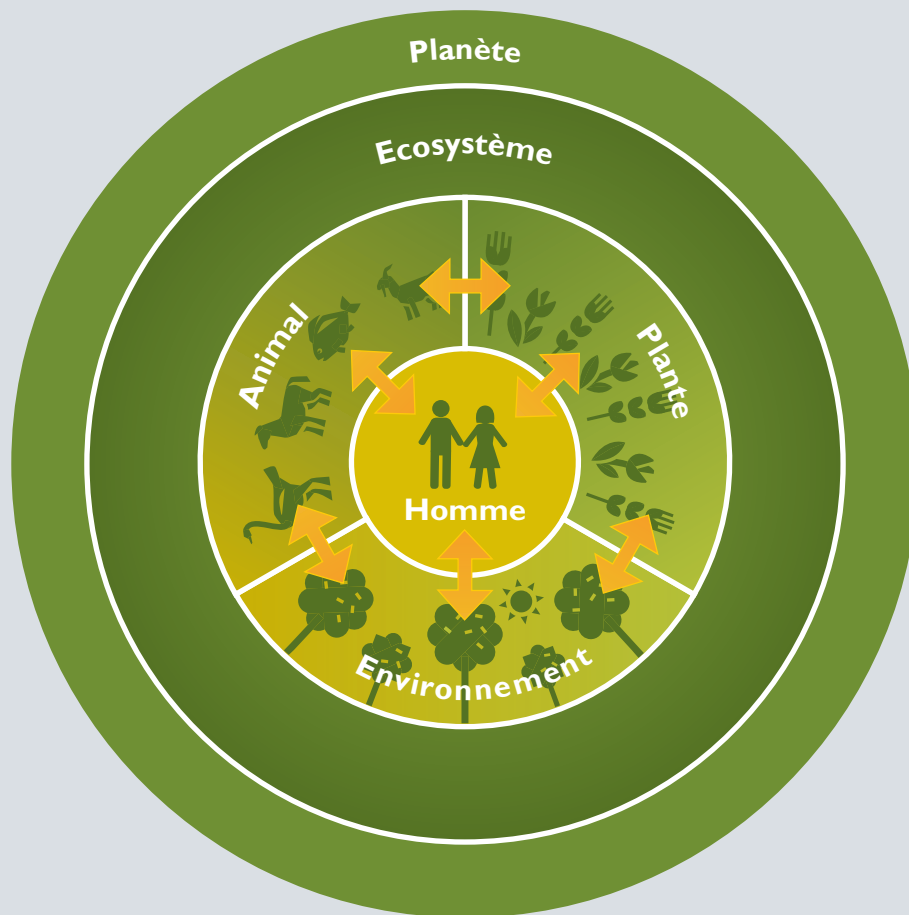 Planète
Ecosystème
Animal
Plante
Homme
Environnement